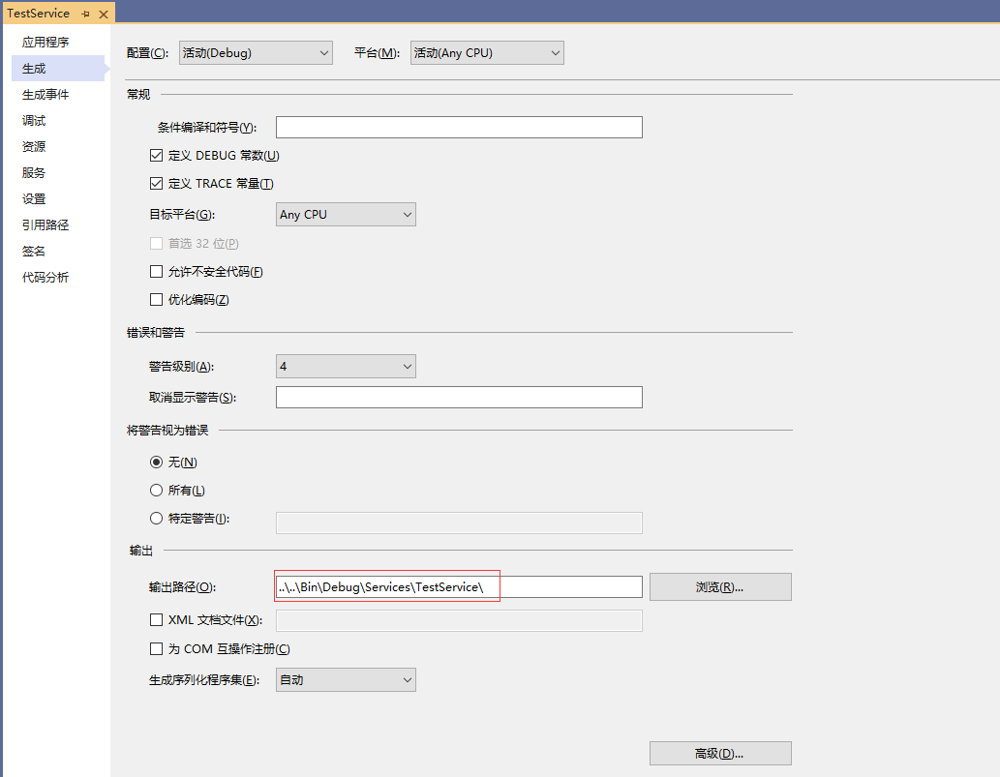 TestService
应用程序
生成
生成事件
调试
资源
服务
设置
引用路径
签名
代码分析
配置(C): 活动(Debug) 平台(M): 活动(Any CPU)
常规
条件编译和符号(Y):
定义 DEBUG 常数(U)
定义 TRACE 常量(T)
目标平台(G): Any CPU
首选 32 位(P)
允许不安全代码(F)
优化编码(Z)
错误和警告
警告级别(A): 4
取消显示警告(S):
将警告视为错误
无(N)
所有(L)
特定警告(I):
输出
输出路径(O): ..\..\Bin\Debug\Services\TestService\ 浏览(R)...
XML 文档文件(X):
为 COM 互操作注册(C)
生成序列化程序集(E): 自动
高级(D)...